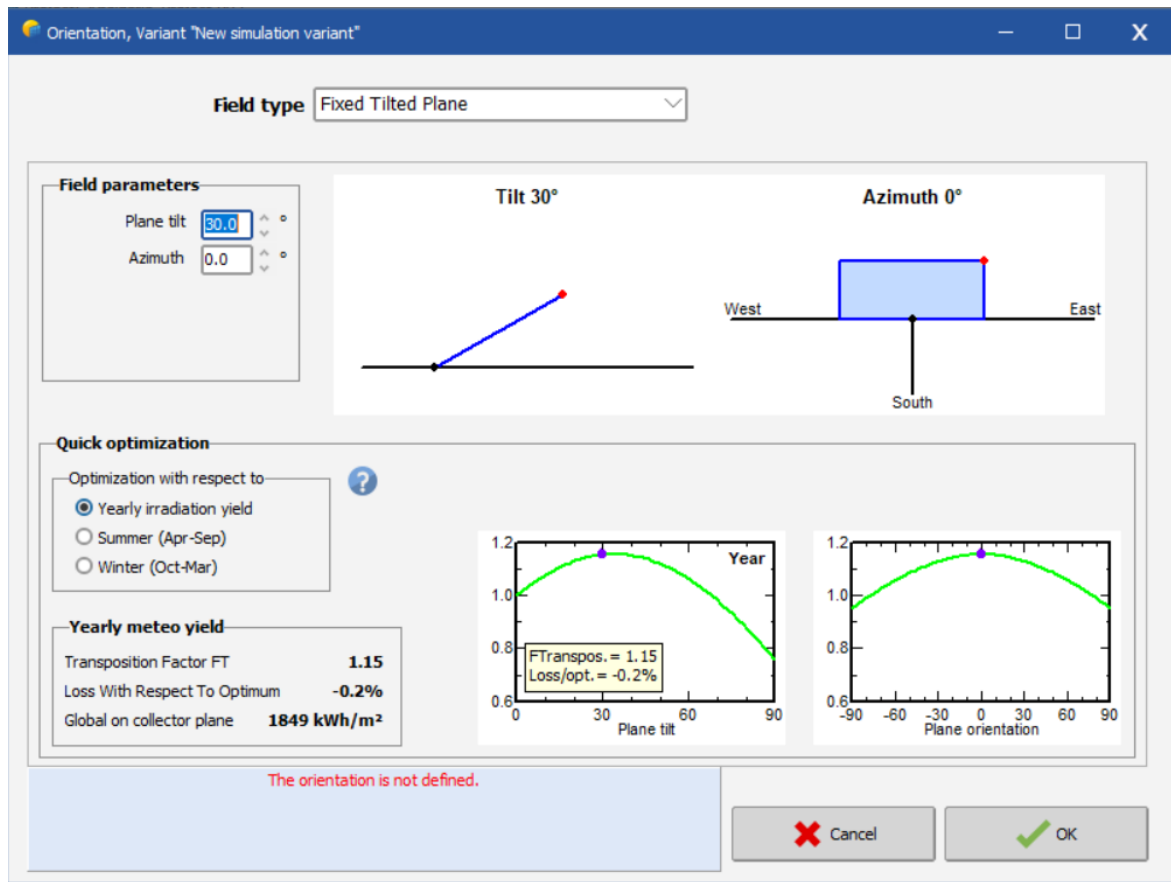 Orientation, Variant "New simulation variant"
Field type Fixed Tilted Plane
Field parameters
Plane tilt 30.0 °
Azimuth 0.0 °
Tilt 30°
Azimuth 0°
West East
South
Quick optimization
Optimization with respect to
Yearly irradiation yield
Summer (Apr-Sep)
Winter (Oct-Mar)
Yearly meteo yield
Transposition Factor FT 1.15
Loss With Respect To Optimum -0.2%
Global on collector plane 1849 kWh/m²
1.2
Year
1.0
0.8
FTranspos. = 1.15
Loss/opt. = -0.2%
0.6
0 30 60 90
Plane tilt
1.2
1.0
0.8
0.6
-90 -60 -30 0 30 60 90
Plane orientation
The orientation is not defined.
Cancel
OK